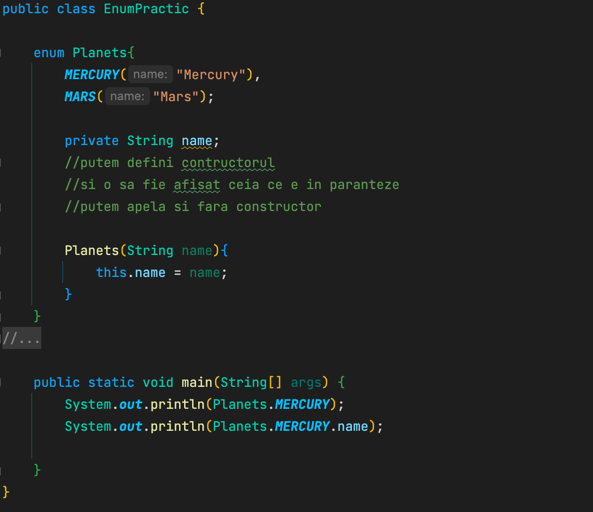 public class EnumPractic {
enum Planets{
MERCURY( name: "Mercury"),
MARS( name: "Mars");
private String name;
//putem defini contructorul
//si o sa fie afisat ceia ce e in paranteze
//putem apela si fara constructor
Planets(String name){
this.name = name;
}
}
//...
public static void main(String[] args) {
System.out.println(Planets.MERCURY);
System.out.println(Planets.MERCURY.name);
}
}